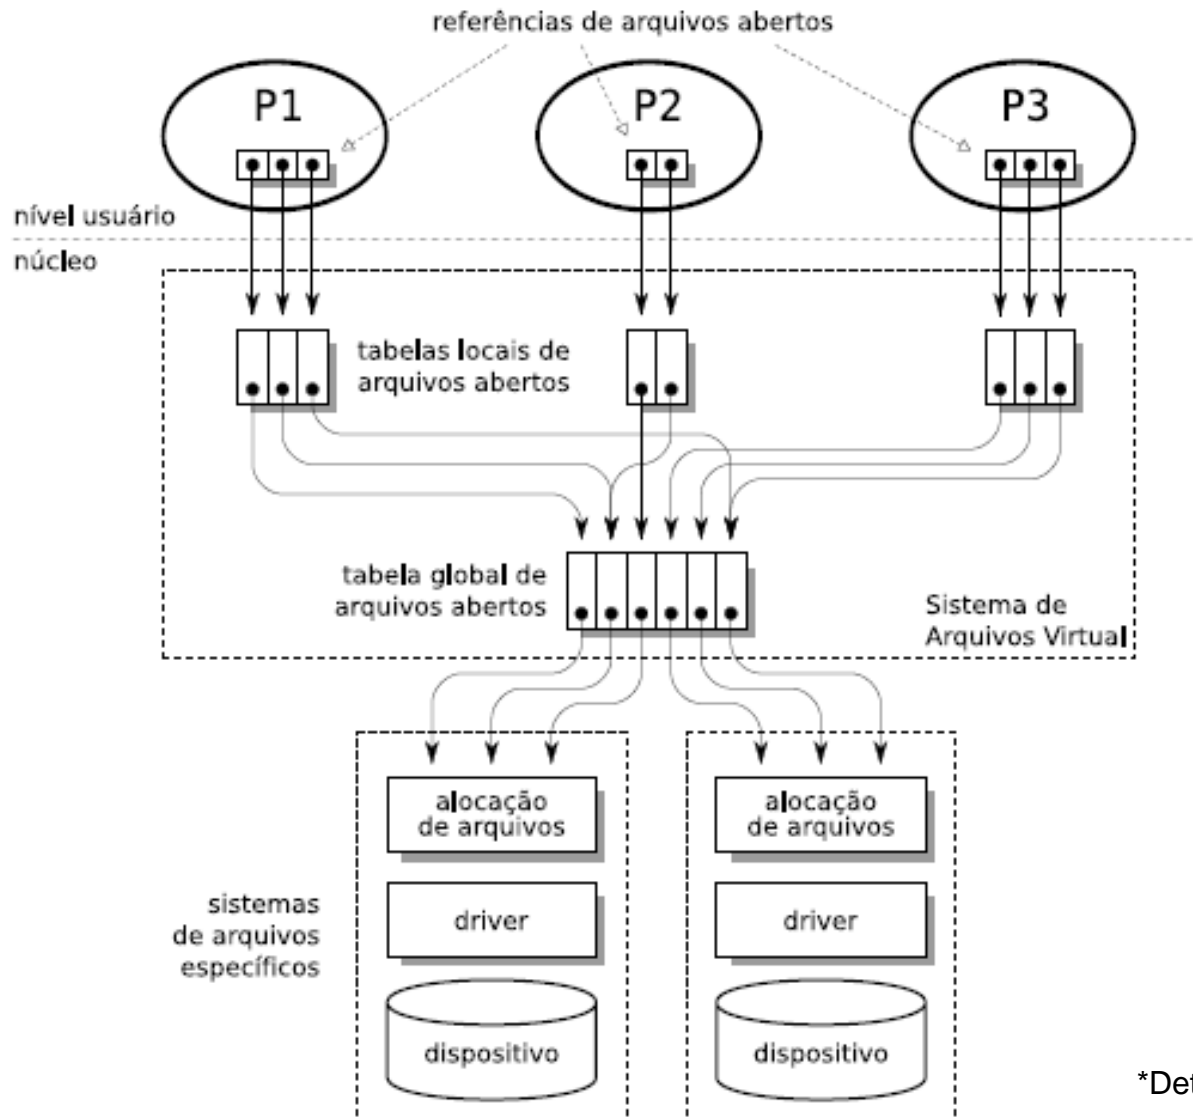 referências de arquivos abertos
P1
P2
P3
nível usuário
núcleo
tabelas locais de
arquivos abertos
tabela global de
arquivos abertos
Sistema de
Arquivos Virtual
alocação
de arquivos
alocação
de arquivos
driver
driver
sistemas
de arquivos
específicos
dispositivo
dispositivo